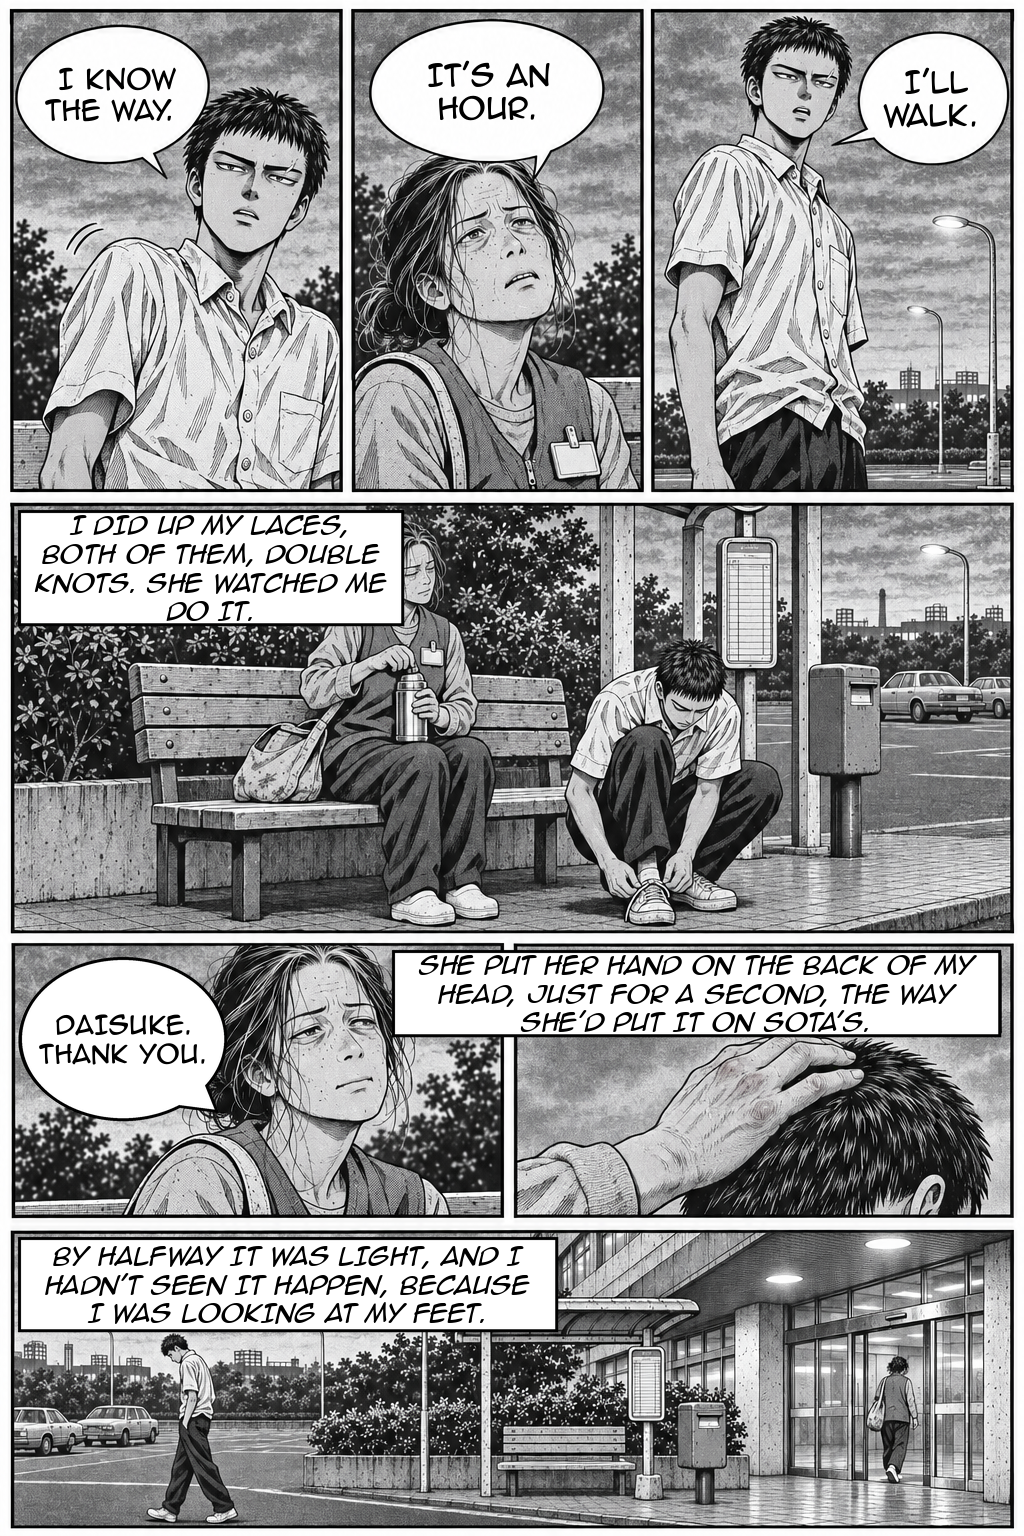 I KNOW
THE WAY.
IT'S AN
HOUR.
I'LL
WALK.
I DID UP MY LACES,
BOTH OF THEM, DOUBLE
KNOTS. SHE WATCHED ME
DO IT.
DAISUKE.
THANK YOU.
SHE PUT HER HAND ON THE BACK OF MY
HEAD, JUST FOR A SECOND, THE WAY
SHE'D PUT IT ON SOTA'S.
BY HALFWAY IT WAS LIGHT, AND I
HADN'T SEEN IT HAPPEN, BECAUSE
I WAS LOOKING AT MY FEET.